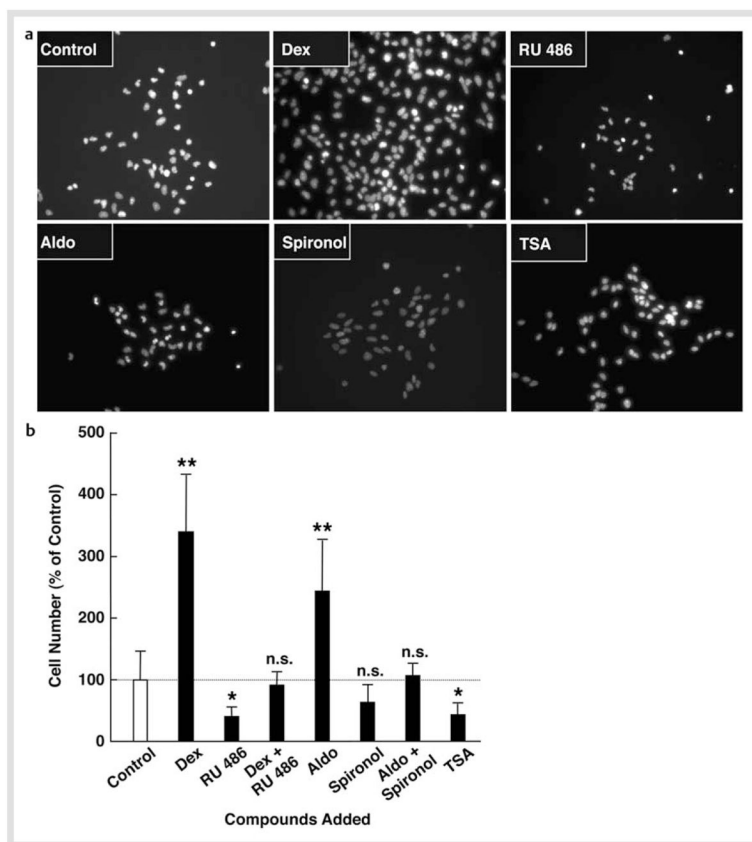 a
Control
Dex
RU 486
Aldo
Spironol
TSA
b
500
400
300
200
100
0
Cell Number (% of Control)
**
*
n.s.
**
n.s.
n.s.
*
Control
Dex
RU 486
Dex +
RU 486
Aldo
Spironol
Aldo +
Spironol
TSA
Compounds Added